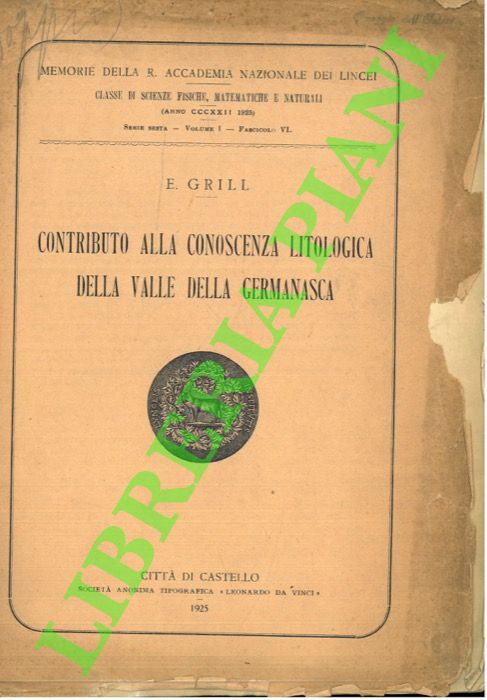 MEMORIE DELLA R. ACCADEMIA NAZIONALE DEI LINCEI
CLASSE DI SCIENZE FISICHE, MATEMATICHE E NATURALI
(ANNO CCCXXII 1925)
SERIE SESTA — VOLUME I — FASCICOLO VI.
E. GRILL
CONTRIBUTO ALLA CONOSCENZA LITOLOGICA
DELLA VALLE DELLA GERMANASCA
CITTÀ DI CASTELLO
SOCIETÀ ANONIMA TIPOGRAFICA «LEONARDO DA VINCI»
1925
LIBRERIA PIANI